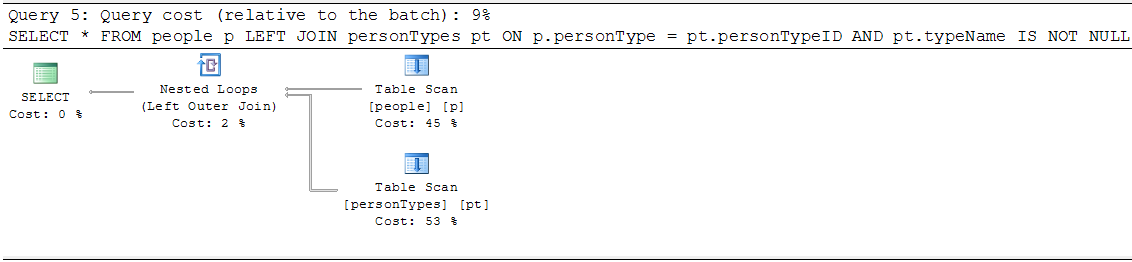 Query 5: Query cost (relative to the batch): 9%
SELECT * FROM people p LEFT JOIN personTypes pt ON p.personType = pt.personTypeID AND pt.typeName IS NOT NULL
SELECT
Cost: 0 %
Nested Loops
(Left Outer Join)
Cost: 2 %
Table Scan
[people] [p]
Cost: 45 %
Table Scan
[personTypes] [pt]
Cost: 53 %